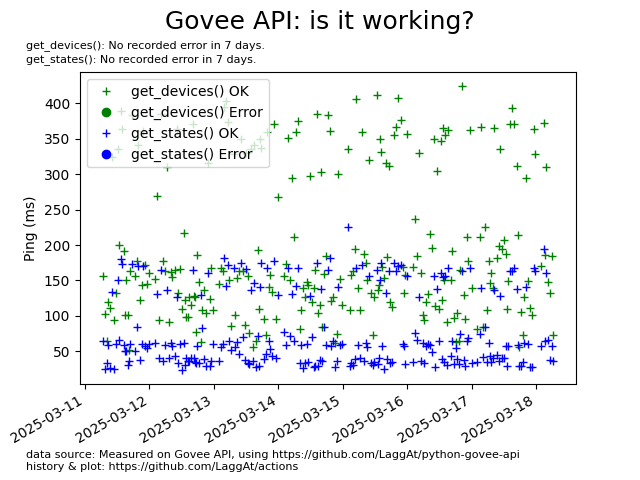 Govee API: is it working?
get_devices(): No recorded error in 7 days.
get_states(): No recorded error in 7 days.
get_devices() OK
get_devices() Error
get_states() OK
get_states() Error
Ping (ms)
400
350
300
250
200
150
100
50
2025-03-11
2025-03-12
2025-03-13
2025-03-14
2025-03-15
2025-03-16
2025-03-17
2025-03-18
data source: Measured on Govee API, using https://github.com/LaggAt/python-govee-api
history & plot: https://github.com/LaggAt/actions